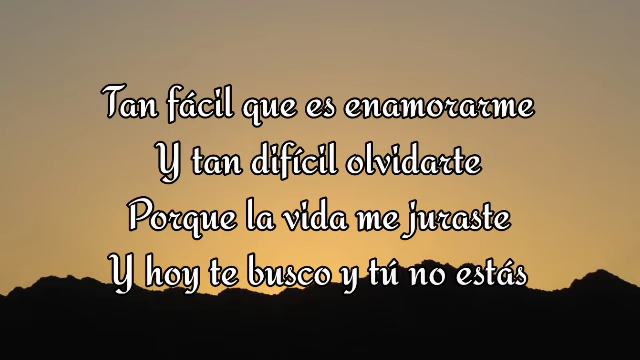 Tan fácil que es enamorarme
Y tan difícil olvidarte
Porque la vida me juraste
Y hoy te busco y tú no estás